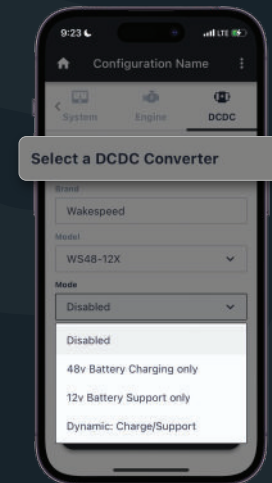 9:23
LTE
Configuration Name
System Engine DCDC
Select a DCDC Converter
Brand
Wakespeed
Model
WS48-12X
Mode
Disabled
Disabled
48v Battery Charging only
12v Battery Support only
Dynamic: Charge/Support